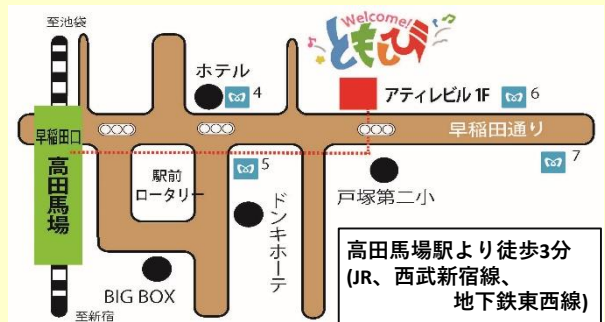 至池袋
Welcome!
ともひろ
ホテル
4
アティレビル 1F
6
早稲田口
早稲田通り
高田馬場
5
7
駅前
ロータリー
ドンキホーテ
戸塚第二小
BIG BOX
高田馬場駅より徒歩3分
(JR、西武新宿線、
地下鉄東西線)
至新宿